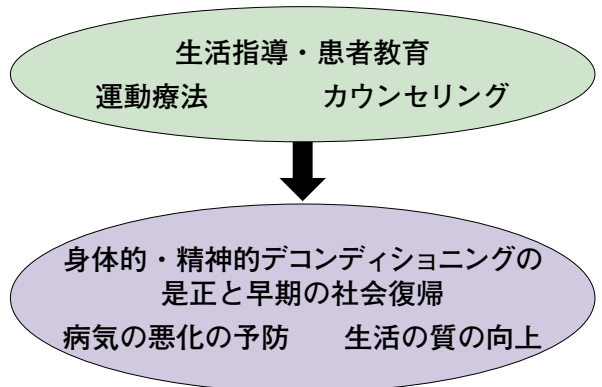 生活指導・患者教育
運動療法 カウンセリング
身体的・精神的デコンディショニングの
是正と早期の社会復帰
病気の悪化の予防 生活の質の向上